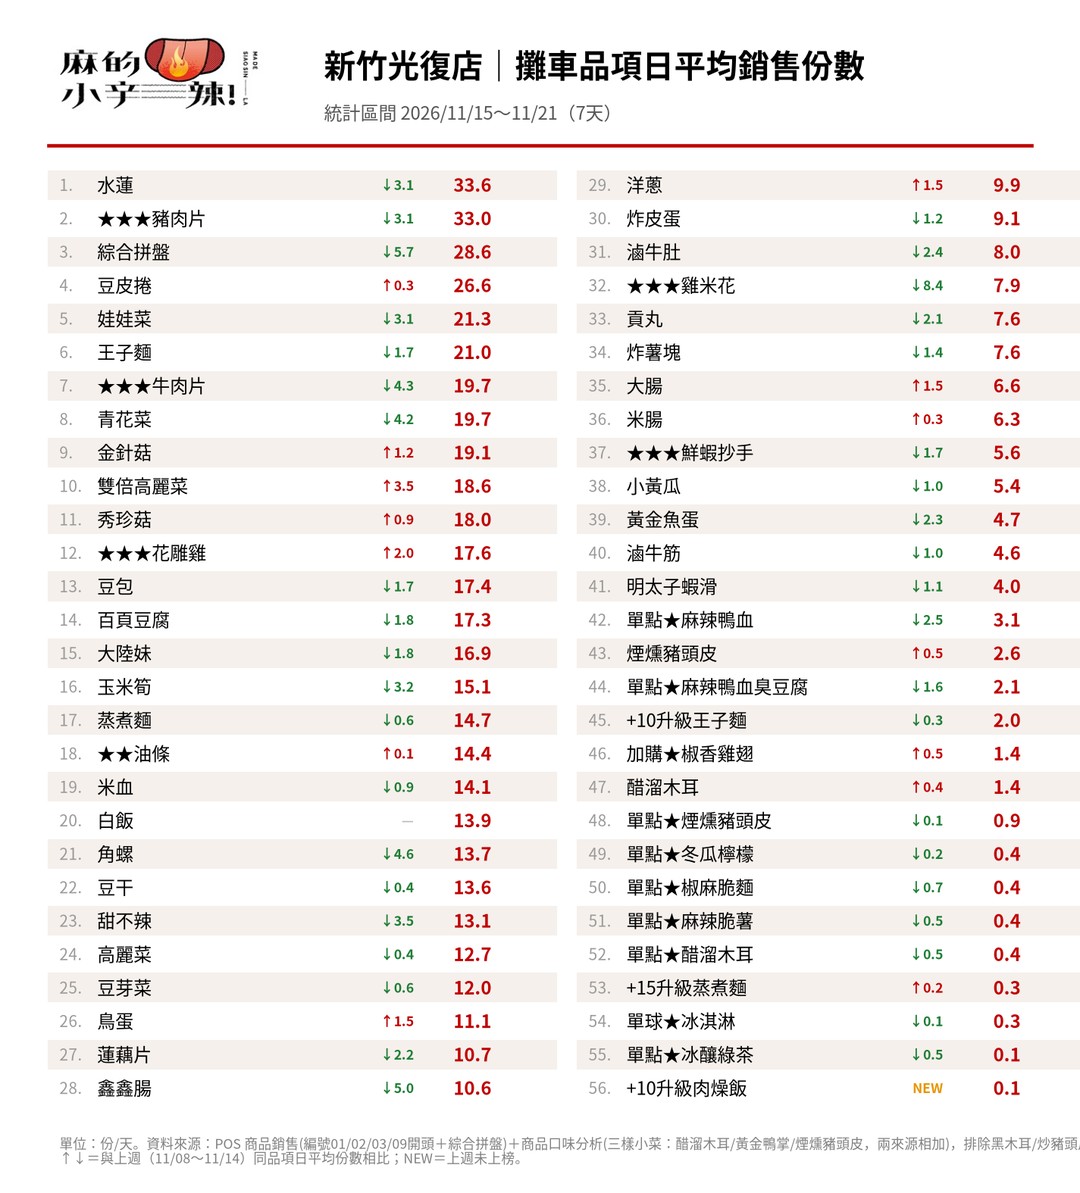 麻的
小辛辣!
MADE
SIAO SIN LA
新竹光復店｜攤車品項日平均銷售份數
統計區間 2026/11/15～11/21（7天）
1. 水蓮 ↓3.1 33.6
2. ★★★豬肉片 ↓3.1 33.0
3. 綜合拼盤 ↓5.7 28.6
4. 豆皮捲 ↑0.3 26.6
5. 娃娃菜 ↓3.1 21.3
6. 王子麵 ↓1.7 21.0
7. ★★★牛肉片 ↓4.3 19.7
8. 青花菜 ↓4.2 19.7
9. 金針菇 ↑1.2 19.1
10. 雙倍高麗菜 ↑3.5 18.6
11. 秀珍菇 ↑0.9 18.0
12. ★★★花雕雞 ↑2.0 17.6
13. 豆包 ↓1.7 17.4
14. 百頁豆腐 ↓1.8 17.3
15. 大陸妹 ↓1.8 16.9
16. 玉米筍 ↓3.2 15.1
17. 蒸煮麵 ↓0.6 14.7
18. ★★油條 ↑0.1 14.4
19. 米血 ↓0.9 14.1
20. 白飯 — 13.9
21. 角螺 ↓4.6 13.7
22. 豆干 ↓0.4 13.6
23. 甜不辣 ↓3.5 13.1
24. 高麗菜 ↓0.4 12.7
25. 豆芽菜 ↓0.6 12.0
26. 鳥蛋 ↑1.5 11.1
27. 蓮藕片 ↓2.2 10.7
28. 鑫鑫腸 ↓5.0 10.6
29. 洋蔥 ↑1.5 9.9
30. 炸皮蛋 ↓1.2 9.1
31. 滷牛肚 ↓2.4 8.0
32. ★★★雞米花 ↓8.4 7.9
33. 貢丸 ↓2.1 7.6
34. 炸薯塊 ↓1.4 7.6
35. 大腸 ↑1.5 6.6
36. 米腸 ↑0.3 6.3
37. ★★★鮮蝦抄手 ↓1.7 5.6
38. 小黃瓜 ↓1.0 5.4
39. 黃金魚蛋 ↓2.3 4.7
40. 滷牛筋 ↓1.0 4.6
41. 明太子蝦滑 ↓1.1 4.0
42. 單點★麻辣鴨血 ↓2.5 3.1
43. 煙燻豬頭皮 ↑0.5 2.6
44. 單點★麻辣鴨血臭豆腐 ↓1.6 2.1
45. +10升級王子麵 ↓0.3 2.0
46. 加購★椒香雞翅 ↑0.5 1.4
47. 醋溜木耳 ↑0.4 1.4
48. 單點★煙燻豬頭皮 ↓0.1 0.9
49. 單點★冬瓜檸檬 ↓0.2 0.4
50. 單點★椒麻脆麵 ↓0.7 0.4
51. 單點★麻辣脆薯 ↓0.5 0.4
52. 單點★醋溜木耳 ↓0.5 0.4
53. +15升級蒸煮麵 ↑0.2 0.3
54. 單球★冰淇淋 ↓0.1 0.3
55. 單點★冰釀綠茶 ↓0.5 0.1
56. +10升級肉燥飯 NEW 0.1
單位：份/天。資料來源：POS 商品銷售(編號01/02/03/09開頭＋綜合拼盤)＋商品口味分析(三樣小菜：醋溜木耳/黃金鴨掌/煙燻豬頭皮，兩來源相加)，排除黑木耳/炒豬頭
↑↓＝與上週（11/08～11/14）同品項日平均份數相比；NEW＝上週未上榜。